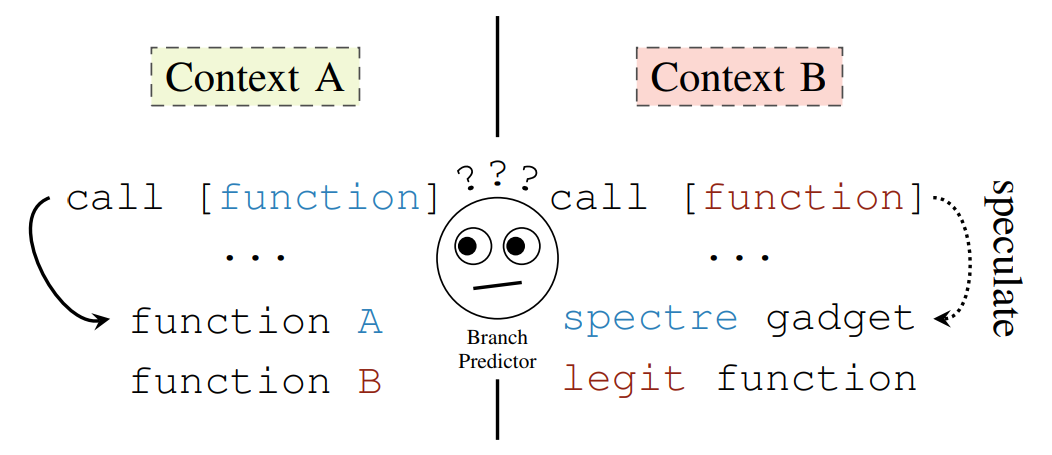 Context A
call [function]
...
function A
function B
? ? ?
Branch
Predictor
Context B
call [function]
...
spectre gadget
legit function
speculate